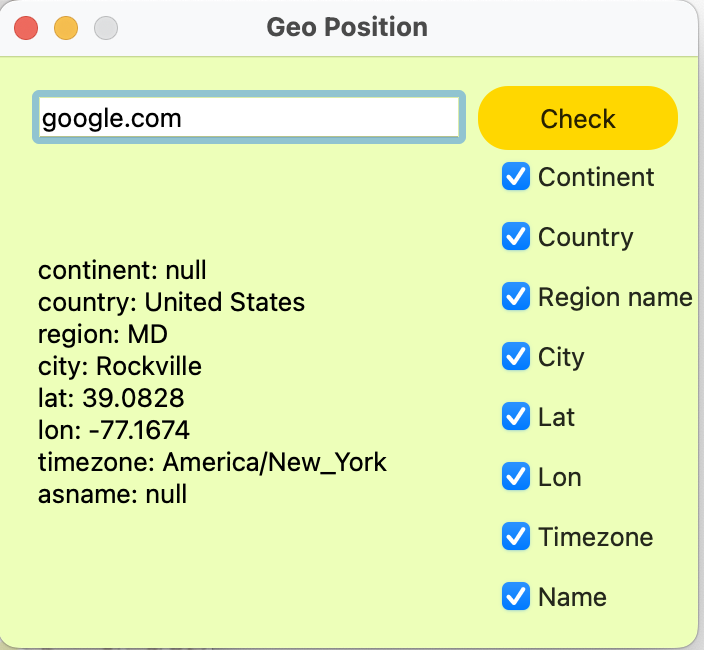 Geo Position
google.com
Check
Continent
Country
Region name
City
Lat
Lon
Timezone
Name
continent: null
country: United States
region: MD
city: Rockville
lat: 39.0828
lon: -77.1674
timezone: America/New_York
asname: null